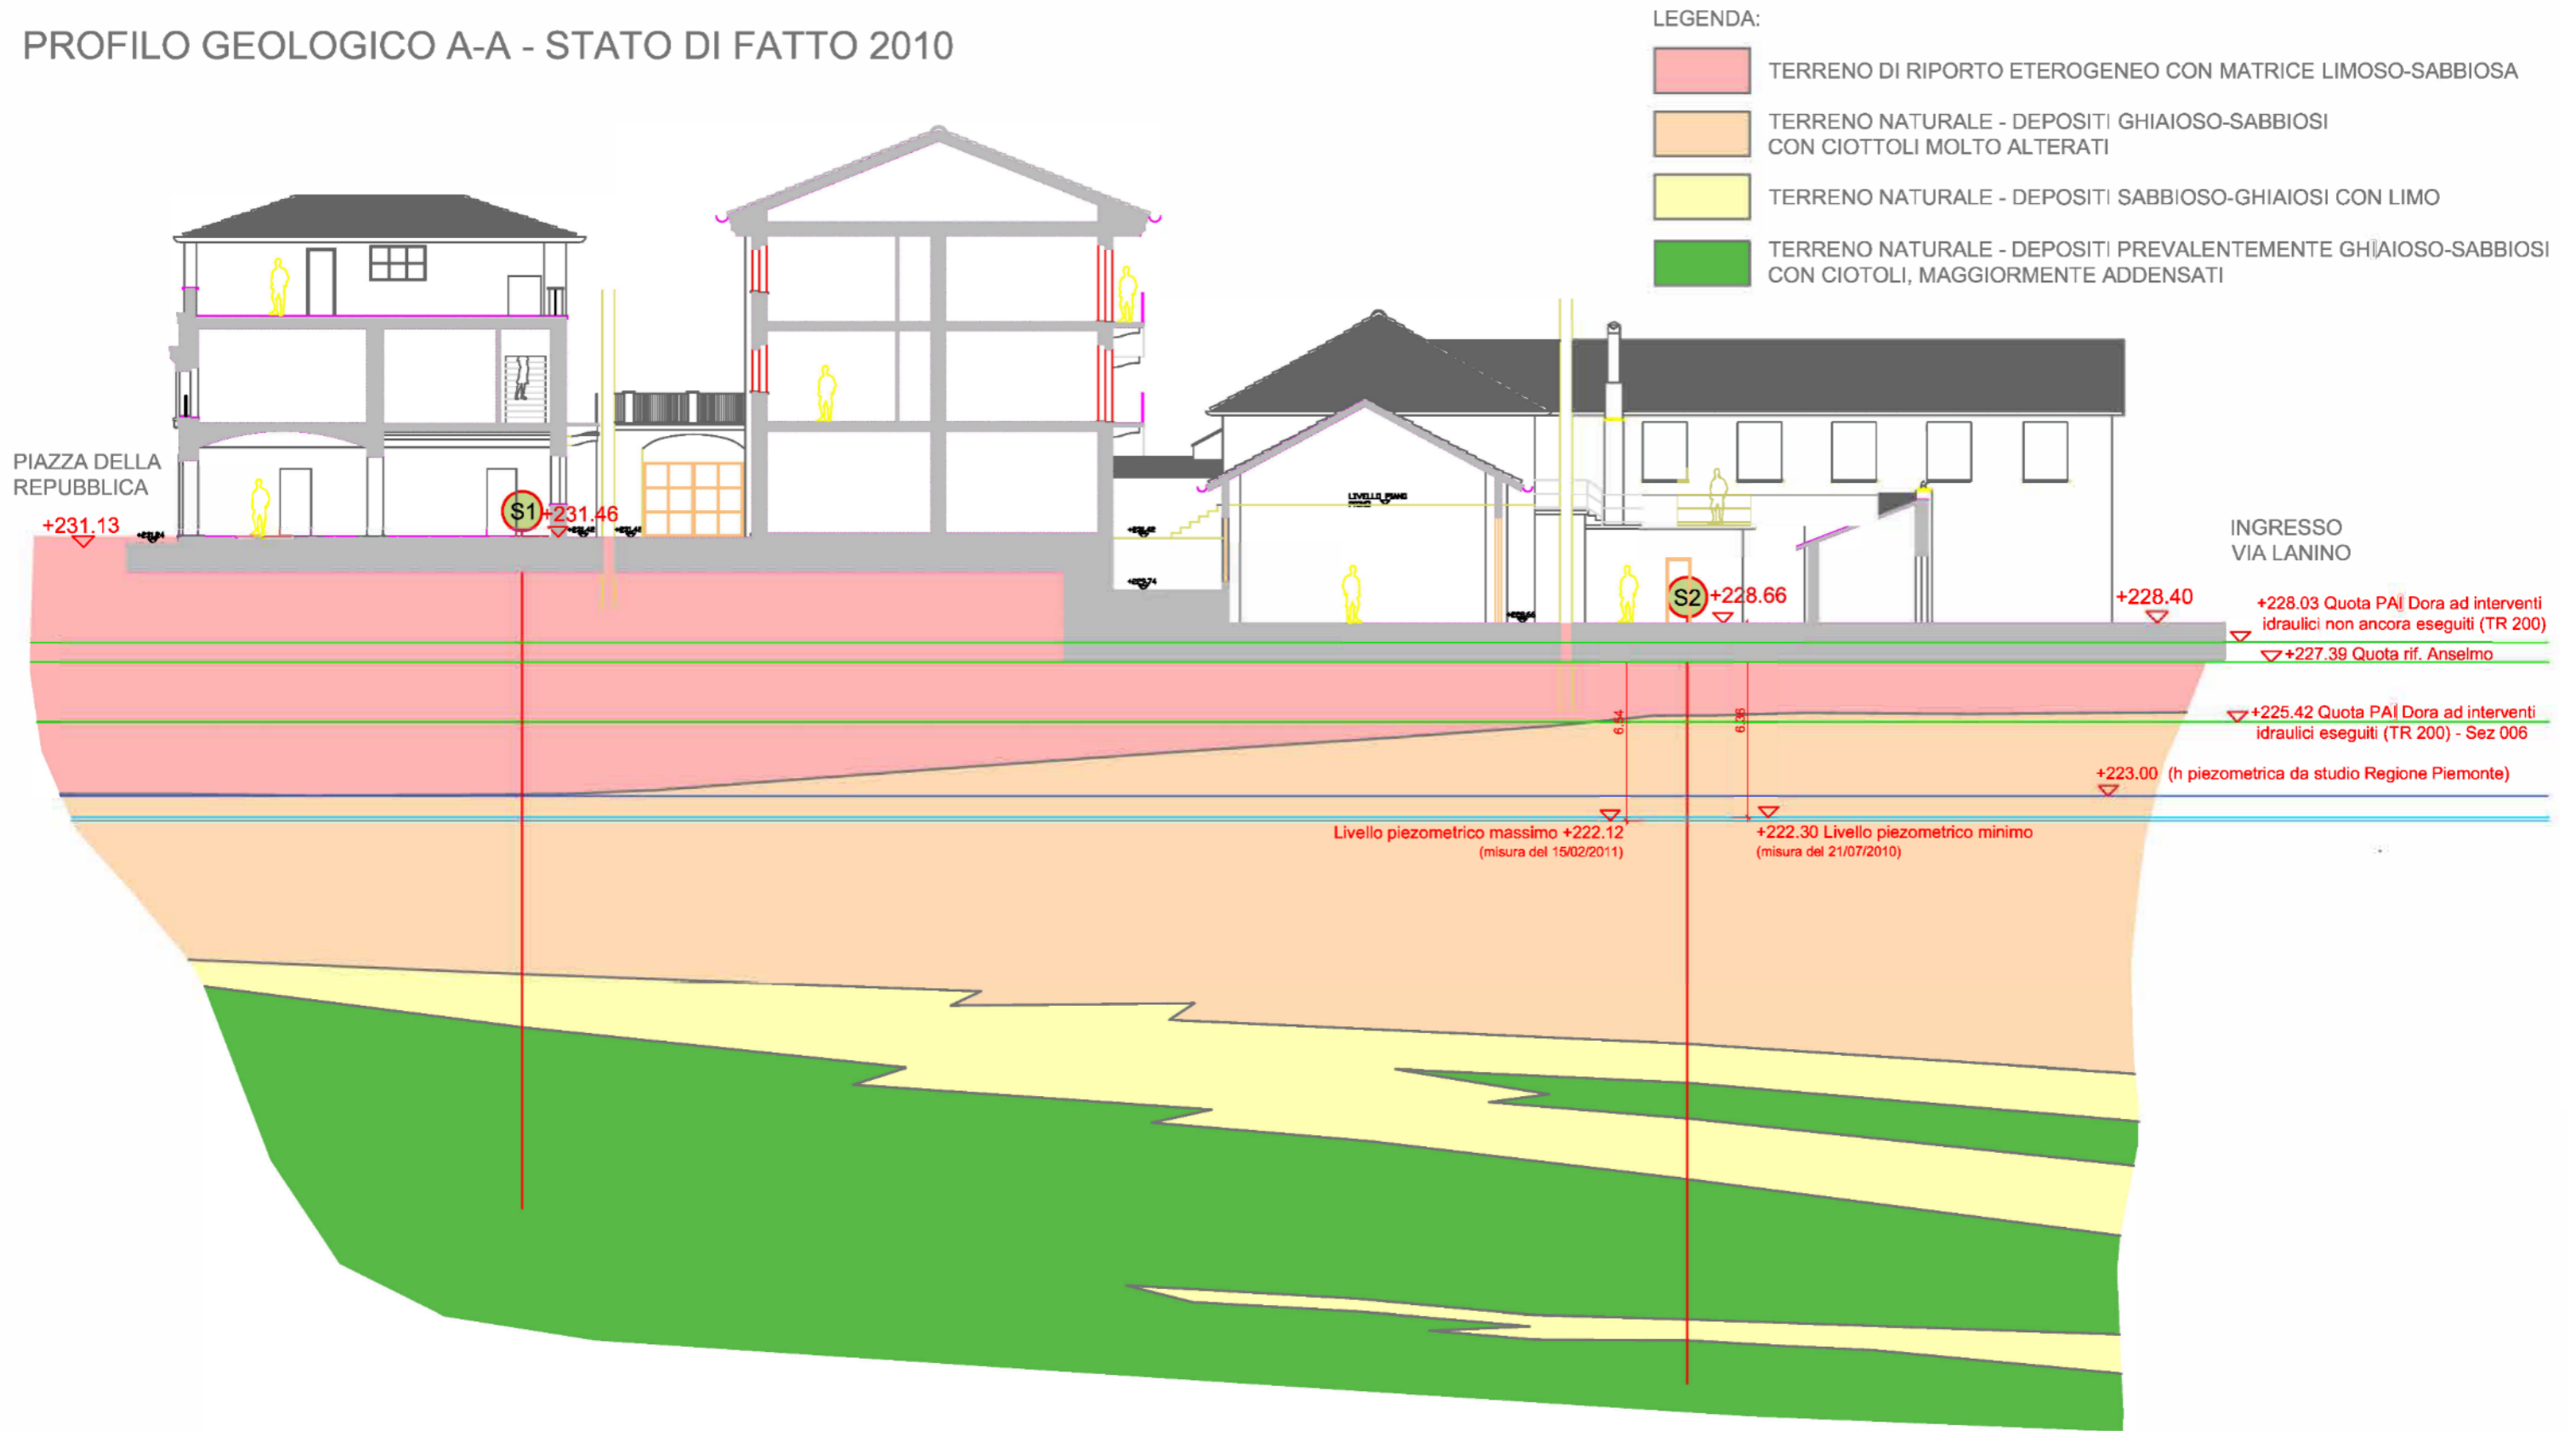 PROFILO GEOLOGICO A-A - STATO DI FATTO 2010
LEGENDA:
TERRENO DI RIPORTO ETEROGENEO CON MATRICE LIMOSO-SABBIOSA
TERRENO NATURALE - DEPOSITI GHIAIOSO-SABBIOSI
CON CIOTTOLI MOLTO ALTERATI
TERRENO NATURALE - DEPOSITI SABBIOSO-GHIAIOSI CON LIMO
TERRENO NATURALE - DEPOSITI PREVALENTEMENTE GHIAIOSO-SABBIOSI
CON CIOTOLI, MAGGIORMENTE ADDENSATI
PIAZZA DELLA
REPUBBLICA
+231.13
S1
+231.46
LIVELLO PIANO
S2
+228.66
INGRESSO
VIA LANINO
+228.40
+228.03 Quota PAI Dora ad interventi
idraulici non ancora eseguiti (TR 200)
+227.39 Quota rif. Anselmo
6.54
6.36
+225.42 Quota PAI Dora ad interventi
idraulici eseguiti (TR 200) - Sez 006
+223.00 (h piezometrica da studio Regione Piemonte)
Livello piezometrico massimo +222.12
(misura del 15/02/2011)
+222.30 Livello piezometrico minimo
(misura del 21/07/2010)